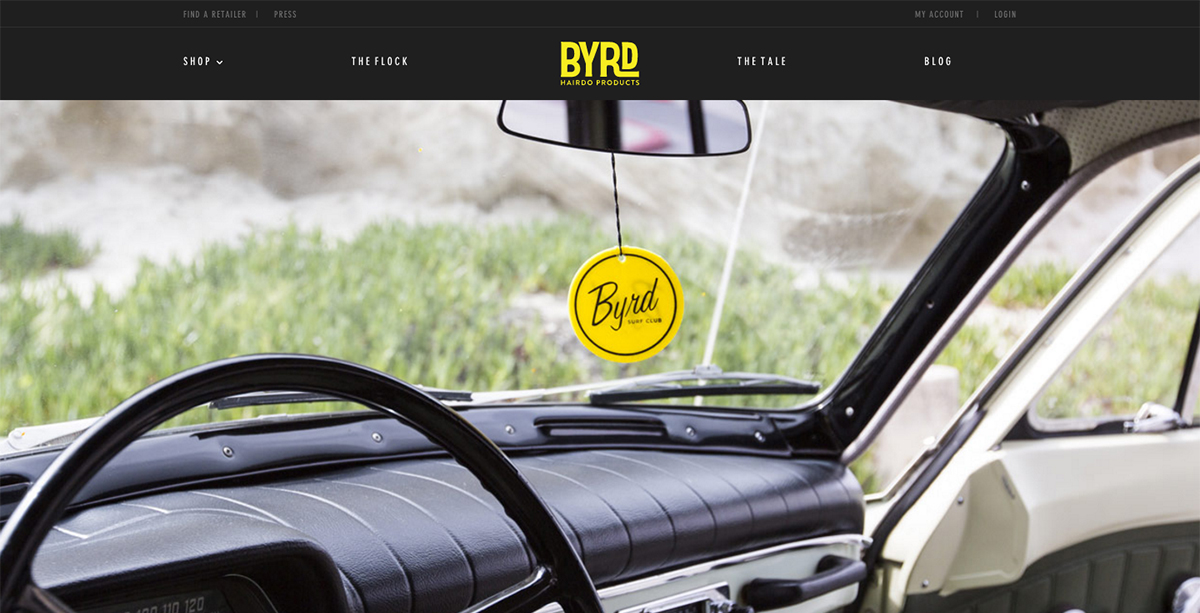 FIND A RETAILER | PRESS
MY ACCOUNT | LOGIN
SHOP
THE FLOCK
BYRD
HAIRDO PRODUCTS
THE TALE
BLOG
Byrd
SURF CLUB
100 110 120